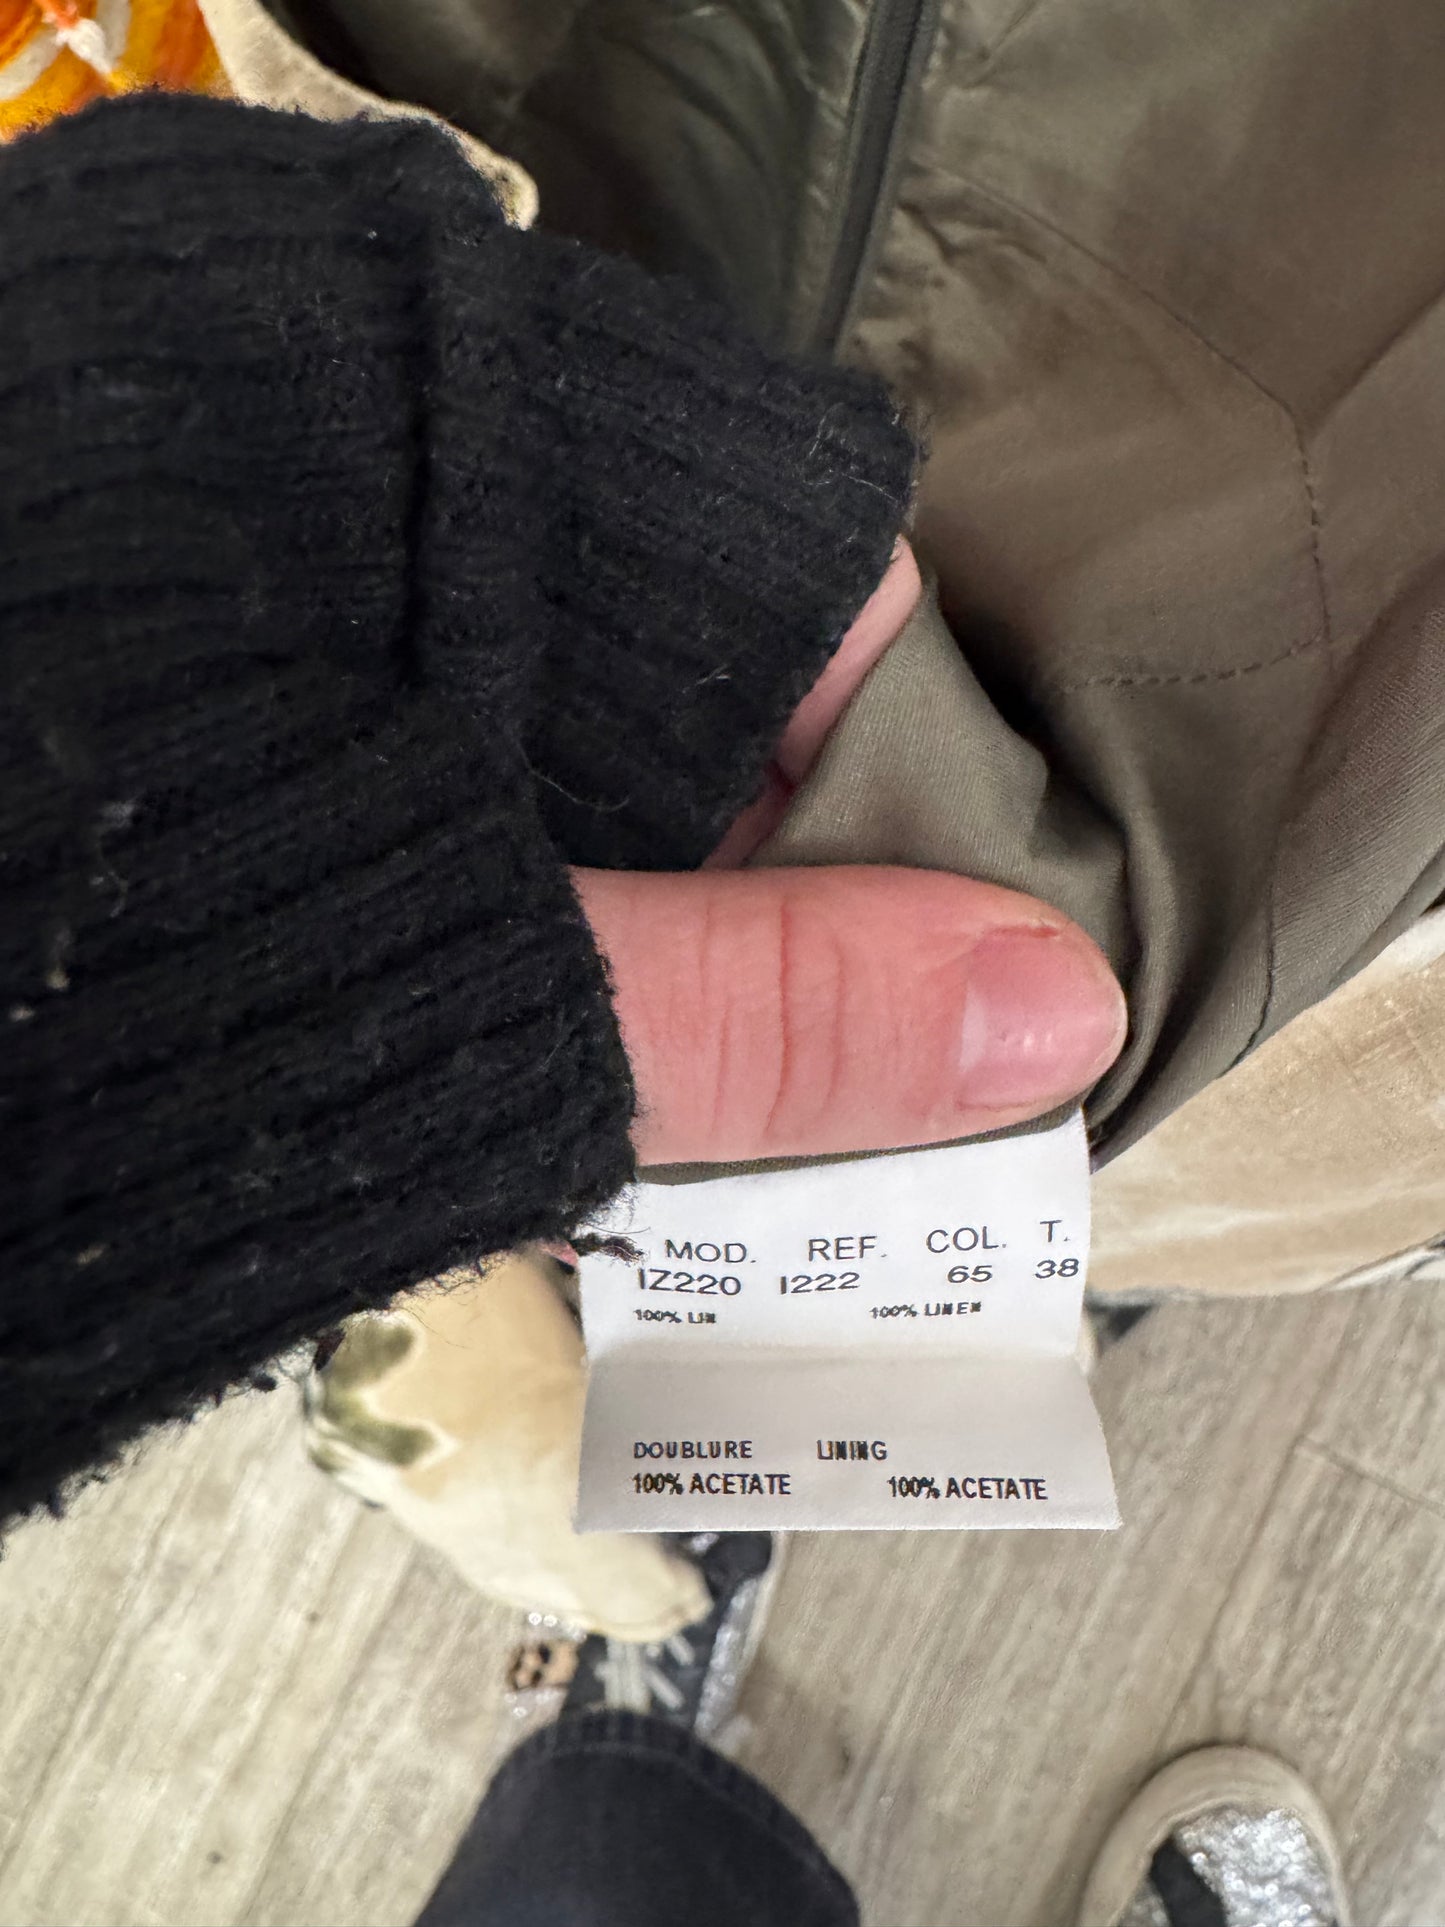 MOD. REF. COL. T.
IZ220 I222 65 38
100% LIN 100% LINEN
DOUBLURE LINING
100% ACETATE 100% ACETATE